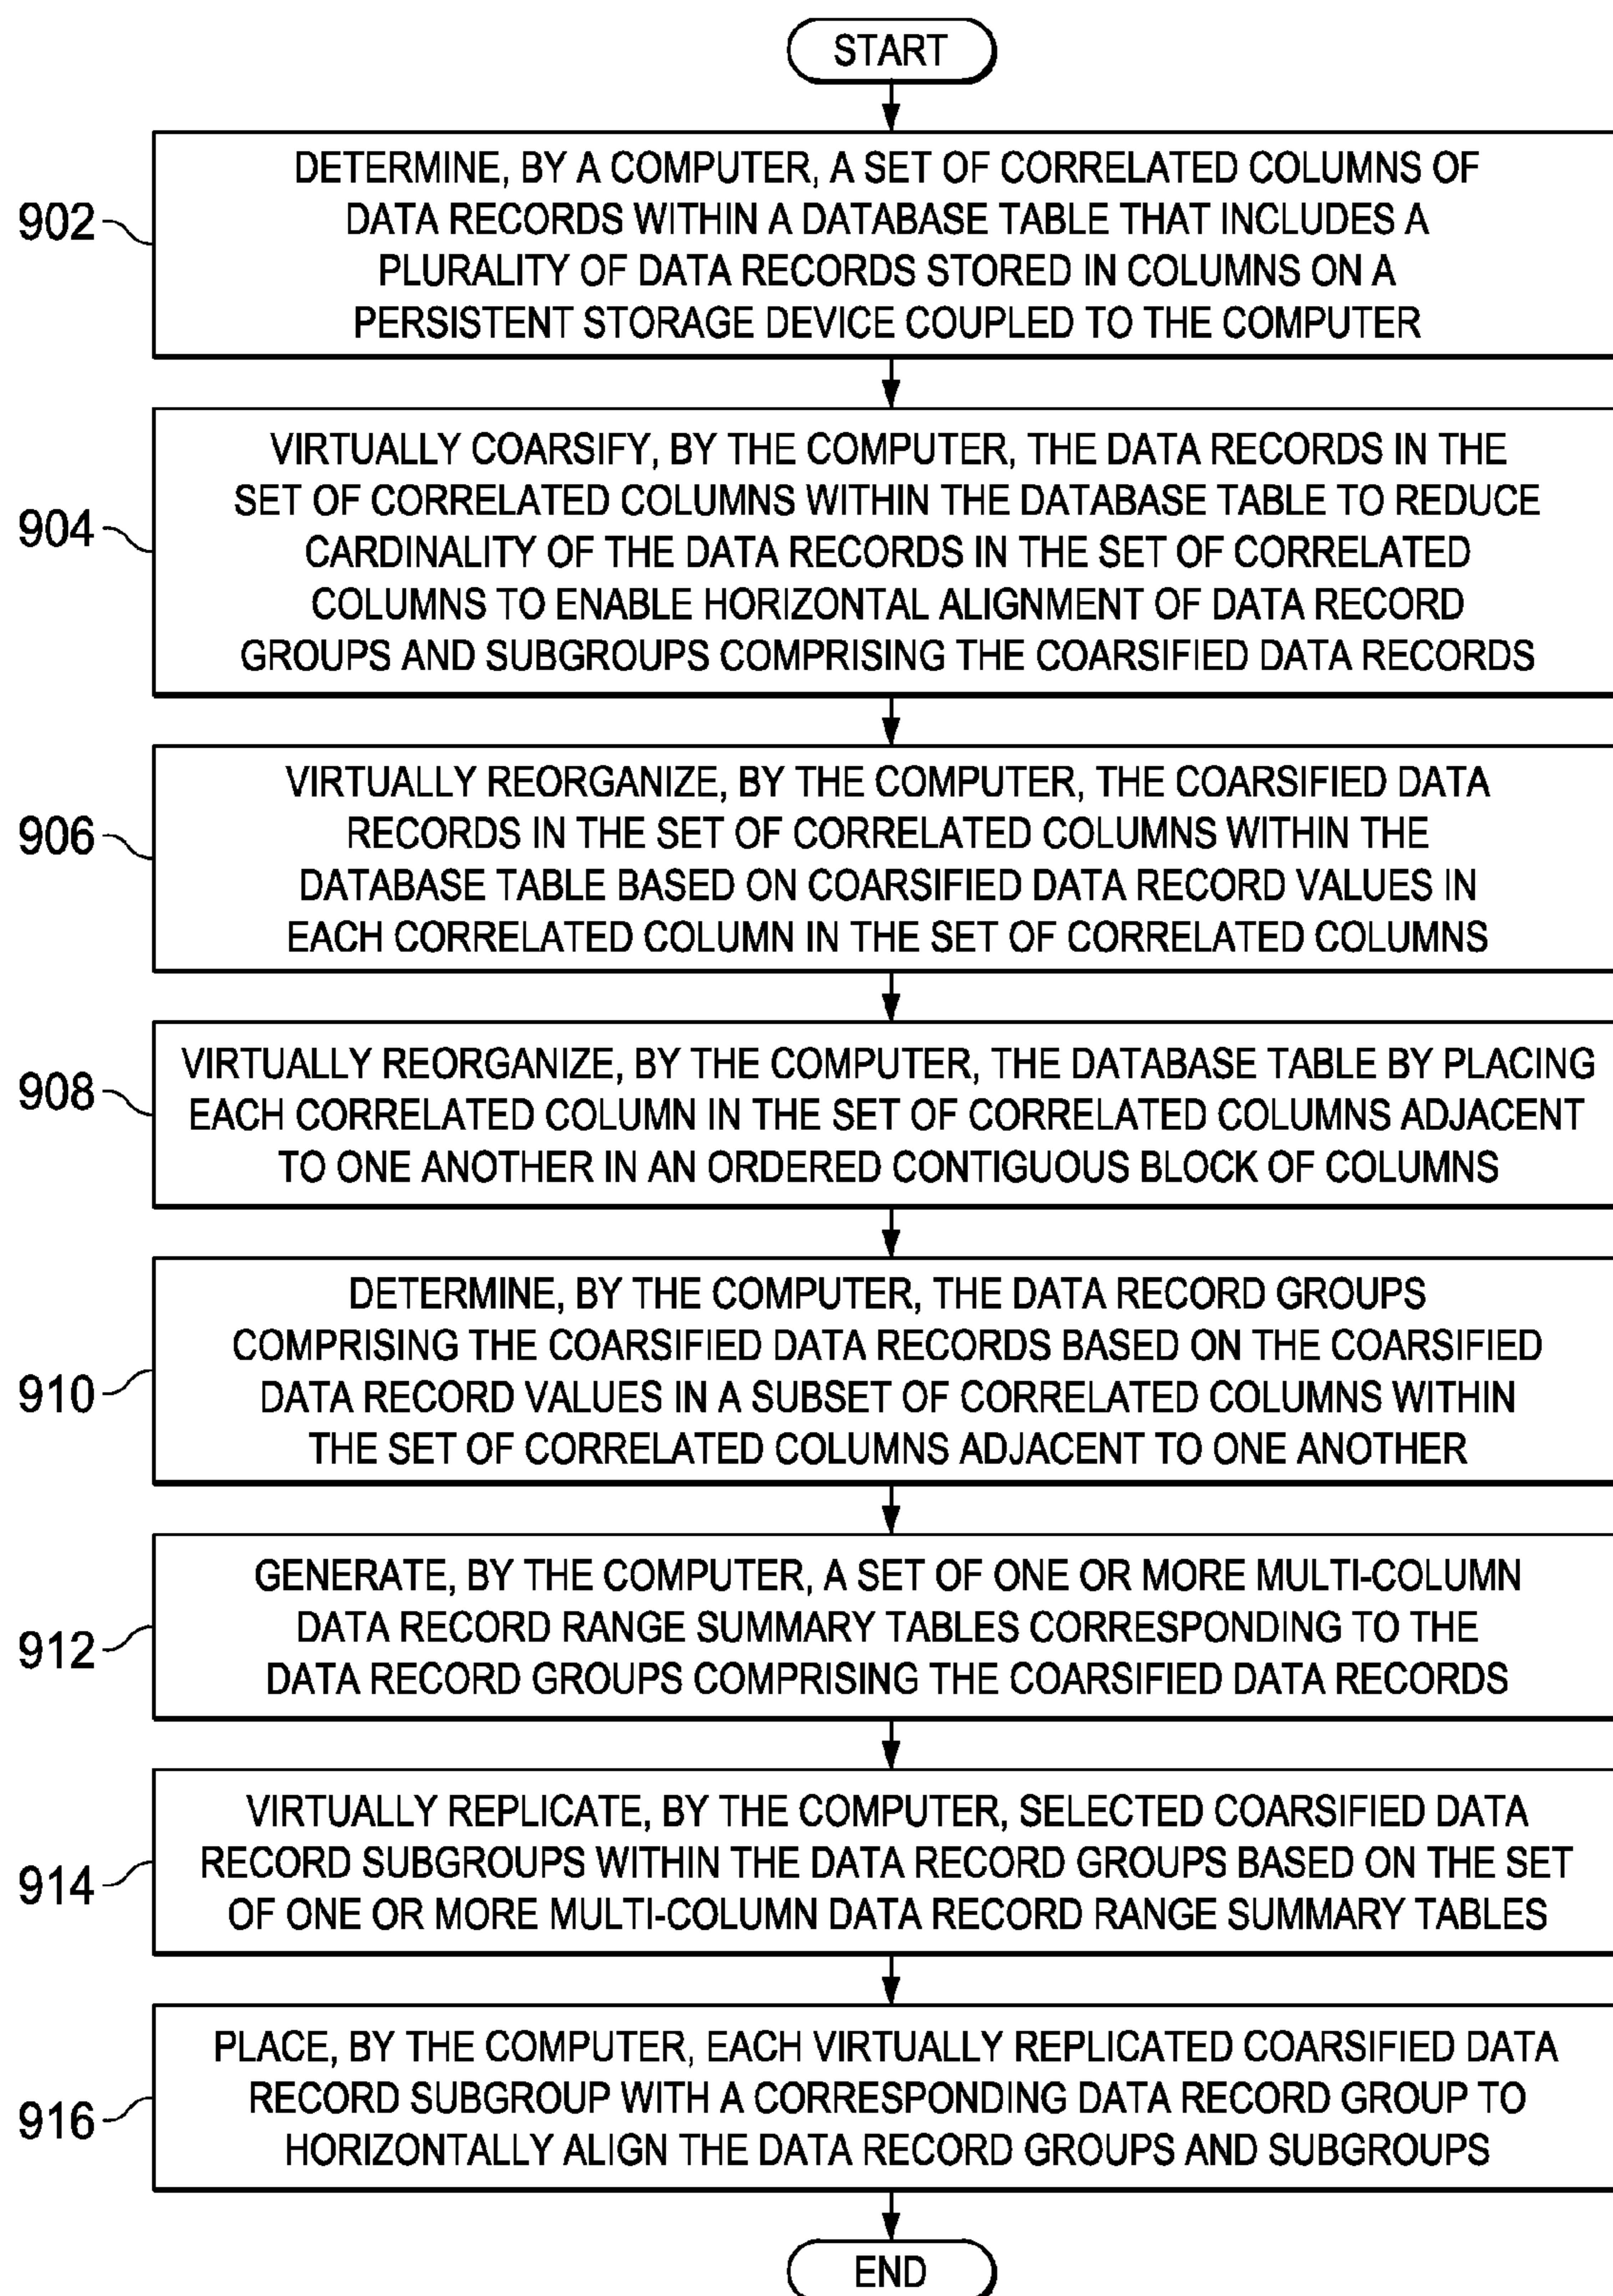 START
902
DETERMINE, BY A COMPUTER, A SET OF CORRELATED COLUMNS OF
DATA RECORDS WITHIN A DATABASE TABLE THAT INCLUDES A
PLURALITY OF DATA RECORDS STORED IN COLUMNS ON A
PERSISTENT STORAGE DEVICE COUPLED TO THE COMPUTER
904
VIRTUALLY COARSIFY, BY THE COMPUTER, THE DATA RECORDS IN THE
SET OF CORRELATED COLUMNS WITHIN THE DATABASE TABLE TO REDUCE
CARDINALITY OF THE DATA RECORDS IN THE SET OF CORRELATED
COLUMNS TO ENABLE HORIZONTAL ALIGNMENT OF DATA RECORD
GROUPS AND SUBGROUPS COMPRISING THE COARSIFIED DATA RECORDS
906
VIRTUALLY REORGANIZE, BY THE COMPUTER, THE COARSIFIED DATA
RECORDS IN THE SET OF CORRELATED COLUMNS WITHIN THE
DATABASE TABLE BASED ON COARSIFIED DATA RECORD VALUES IN
EACH CORRELATED COLUMN IN THE SET OF CORRELATED COLUMNS
908
VIRTUALLY REORGANIZE, BY THE COMPUTER, THE DATABASE TABLE BY PLACING
EACH CORRELATED COLUMN IN THE SET OF CORRELATED COLUMNS ADJACENT
TO ONE ANOTHER IN AN ORDERED CONTIGUOUS BLOCK OF COLUMNS
910
DETERMINE, BY THE COMPUTER, THE DATA RECORD GROUPS
COMPRISING THE COARSIFIED DATA RECORDS BASED ON THE COARSIFIED
DATA RECORD VALUES IN A SUBSET OF CORRELATED COLUMNS WITHIN
THE SET OF CORRELATED COLUMNS ADJACENT TO ONE ANOTHER
912
GENERATE, BY THE COMPUTER, A SET OF ONE OR MORE MULTI-COLUMN
DATA RECORD RANGE SUMMARY TABLES CORRESPONDING TO THE
DATA RECORD GROUPS COMPRISING THE COARSIFIED DATA RECORDS
914
VIRTUALLY REPLICATE, BY THE COMPUTER, SELECTED COARSIFIED DATA
RECORD SUBGROUPS WITHIN THE DATA RECORD GROUPS BASED ON THE SET
OF ONE OR MORE MULTI-COLUMN DATA RECORD RANGE SUMMARY TABLES
916
PLACE, BY THE COMPUTER, EACH VIRTUALLY REPLICATED COARSIFIED DATA
RECORD SUBGROUP WITH A CORRESPONDING DATA RECORD GROUP TO
HORIZONTALLY ALIGN THE DATA RECORD GROUPS AND SUBGROUPS
END